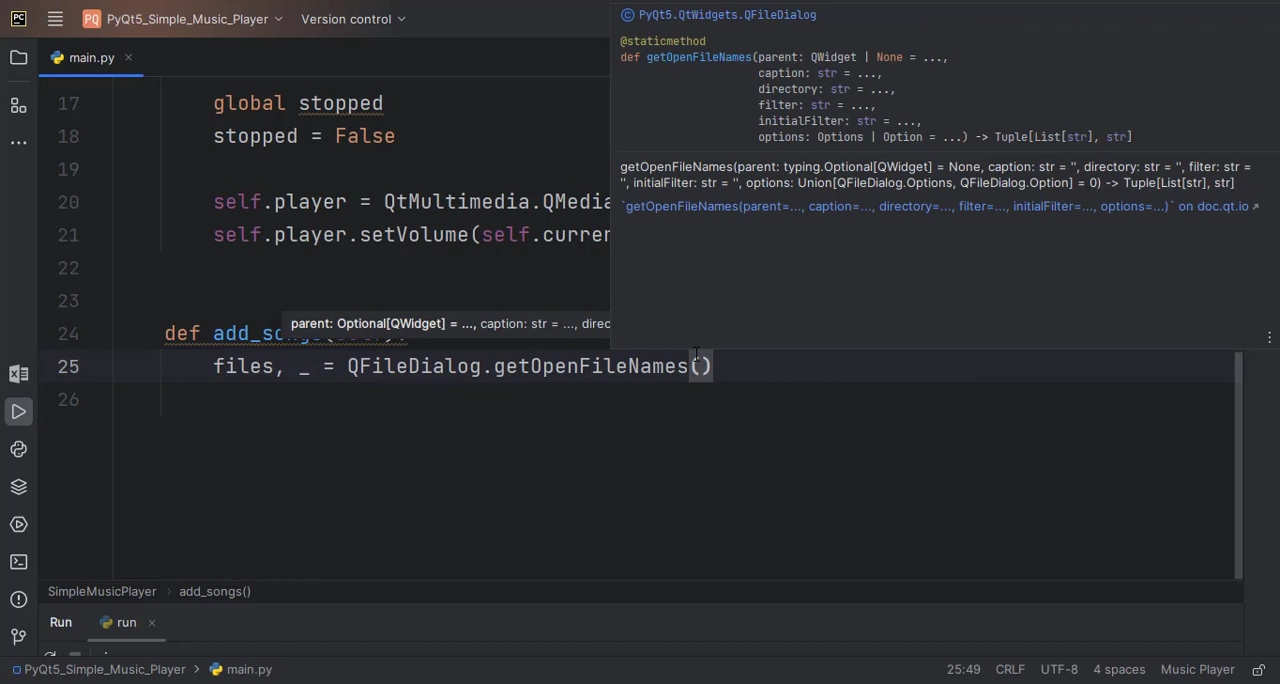 PC PQ PyQt5_Simple_Music_Player Version control
PyQt5.QtWidgets.QFileDialog
main.py
@staticmethod
def getOpenFileNames(parent: QWidget | None = ...,
caption: str = ...,
directory: str = ...,
filter: str = ...,
initialFilter: str = ...,
options: Options | Option = ...) -> Tuple[List[str], str]
getOpenFileNames(parent: typing.Optional[QWidget] = None, caption: str = '', directory: str = '', filter: str =
'', initialFilter: str = '', options: Union[QFileDialog.Options, QFileDialog.Option] = 0) -> Tuple[List[str], str]
`getOpenFileNames(parent=..., caption=..., directory=..., filter=..., initialFilter=..., options=...)` on doc.qt.io
17 global stopped
18 stopped = False
19
20 self.player = QtMultimedia.QMedia
21 self.player.setVolume(self.curren
22
23
parent: Optional[QWidget] = ..., caption: str = ..., direc
24 def
25 files, _ = QFileDialog.getOpenFileNames()
26
SimpleMusicPlayer > add_songs()
Run run
PyQt5_Simple_Music_Player > main.py 25:49 CRLF UTF-8 4 spaces Music Player